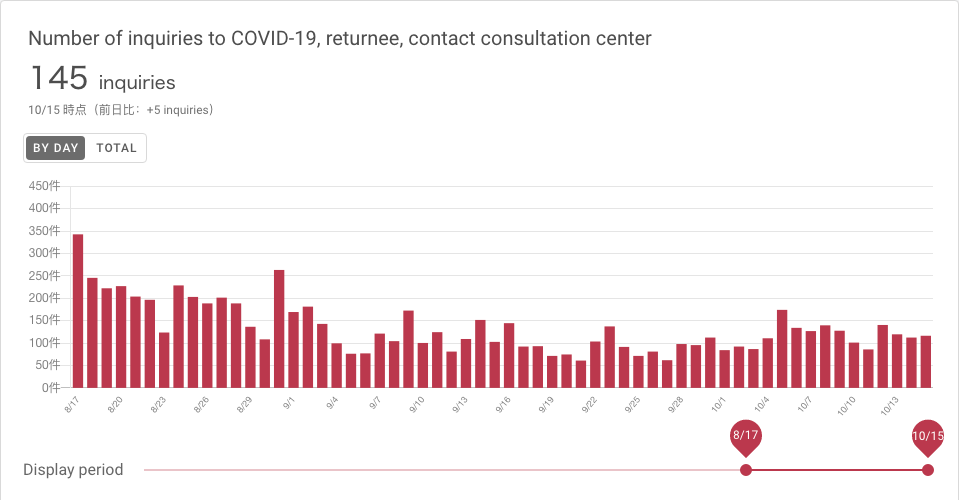 Number of inquiries to COVID-19, returnee, contact consultation center
145 inquiries
10/15 時点（前日比：+5 inquiries）
BY DAY TOTAL
450件
400件
350件
300件
250件
200件
150件
100件
50件
0件
8/17 8/20 8/23 8/26 8/29 9/1 9/4 9/7 9/10 9/13 9/16 9/19 9/22 9/25 9/28 10/1 10/4 10/7 10/10 10/13
8/17 10/15
Display period